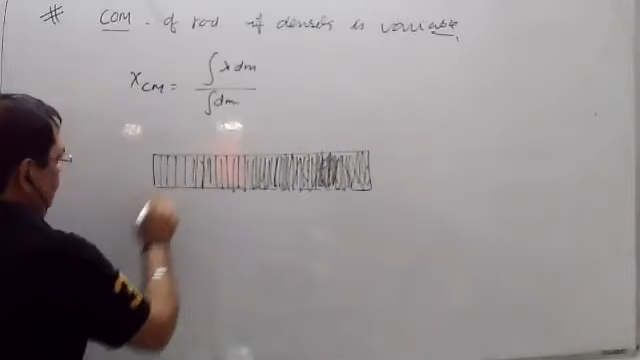 # COM - of rod if density is variable.
X_CM = ∫x dm / ∫dm